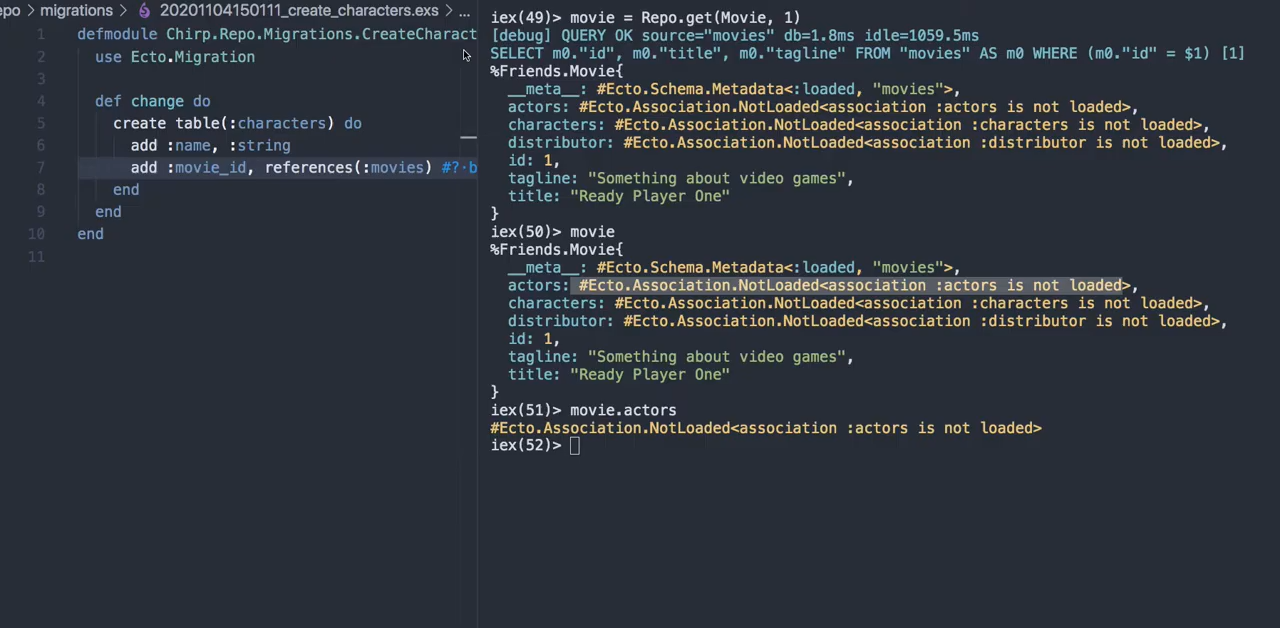 epo > migrations > 20201104150111_create_characters.exs > ...
1 defmodule Chirp.Repo.Migrations.CreateCharact
2 use Ecto.Migration
3
4 def change do
5 create table(:characters) do
6 add :name, :string
7 add :movie_id, references(:movies) #?·b
8 end
9 end
10 end
11
iex(49)> movie = Repo.get(Movie, 1)
[debug] QUERY OK source="movies" db=1.8ms idle=1059.5ms
SELECT m0."id", m0."title", m0."tagline" FROM "movies" AS m0 WHERE (m0."id" = $1) [1]
%Friends.Movie{
__meta__: #Ecto.Schema.Metadata<:loaded, "movies">,
actors: #Ecto.Association.NotLoaded<association :actors is not loaded>,
characters: #Ecto.Association.NotLoaded<association :characters is not loaded>,
distributor: #Ecto.Association.NotLoaded<association :distributor is not loaded>,
id: 1,
tagline: "Something about video games",
title: "Ready Player One"
}
iex(50)> movie
%Friends.Movie{
__meta__: #Ecto.Schema.Metadata<:loaded, "movies">,
actors: #Ecto.Association.NotLoaded<association :actors is not loaded>,
characters: #Ecto.Association.NotLoaded<association :characters is not loaded>,
distributor: #Ecto.Association.NotLoaded<association :distributor is not loaded>,
id: 1,
tagline: "Something about video games",
title: "Ready Player One"
}
iex(51)> movie.actors
#Ecto.Association.NotLoaded<association :actors is not loaded>
iex(52)>